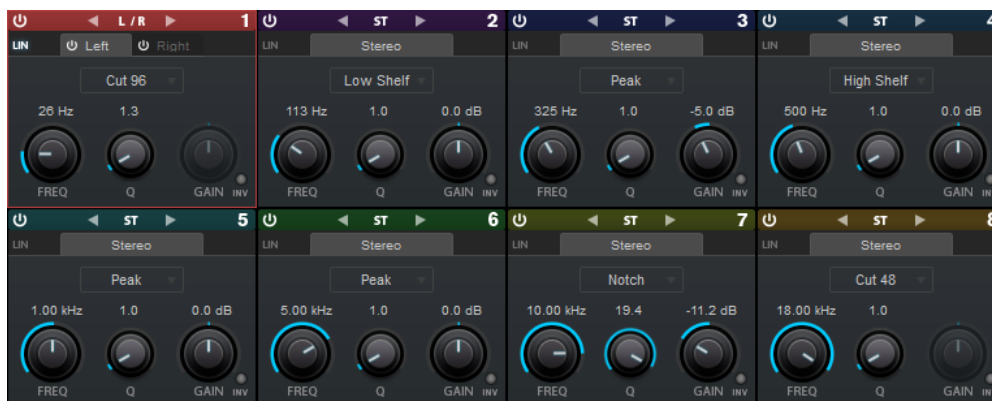 L / R 1 ST 2 ST 3 ST 4
LIN Left Right LIN Stereo LIN Stereo LIN Stereo
Cut 96 Low Shelf Peak High Shelf
26 Hz 1.3 113 Hz 1.0 0.0 dB 325 Hz 1.0 -5.0 dB 500 Hz 1.0 0.0 dB
FREQ Q GAIN INV FREQ Q GAIN INV FREQ Q GAIN INV FREQ Q GAIN INV
ST 5 ST 6 ST 7 ST 8
LIN Stereo LIN Stereo LIN Stereo LIN Stereo
Peak Peak Notch Cut 48
1.00 kHz 1.0 0.0 dB 5.00 kHz 1.0 0.0 dB 10.00 kHz 19.4 -11.2 dB 18.00 kHz 1.0
FREQ Q GAIN INV FREQ Q GAIN INV FREQ Q GAIN INV FREQ Q GAIN INV